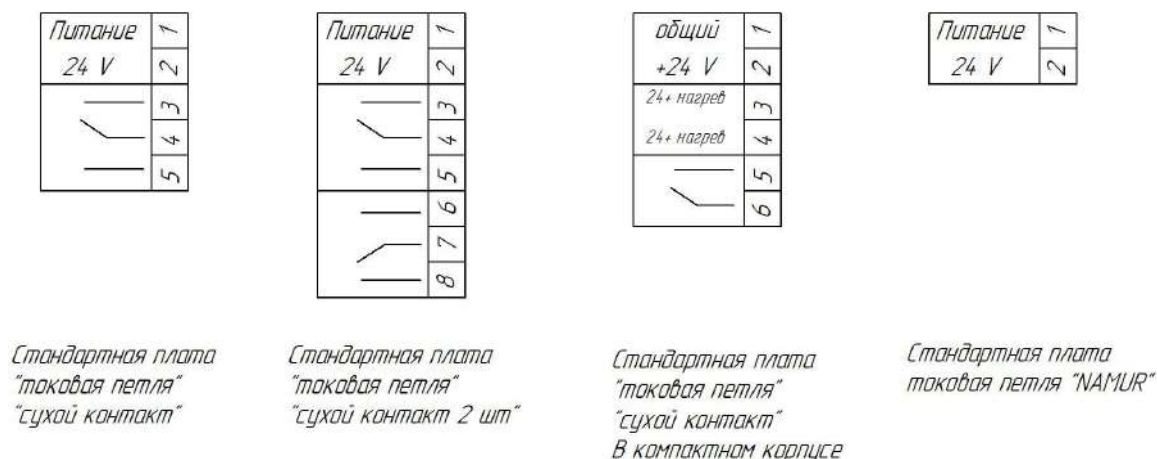 Питание 1
24 V 2
3
4
5
Питание 1
24 V 2
3
4
5
6
7
8
общий 1
+24 V 2
24+ нагрев 3
24+ нагрев 4
5
6
Питание 1
24 V 2
Стандартная плата
"токовая петля"
"сухой контакт"
Стандартная плата
"токовая петля"
"сухой контакт 2 шт"
Стандартная плата
"токовая петля"
"сухой контакт"
В компактном корпусе
Стандартная плата
токовая петля "NAMUR"